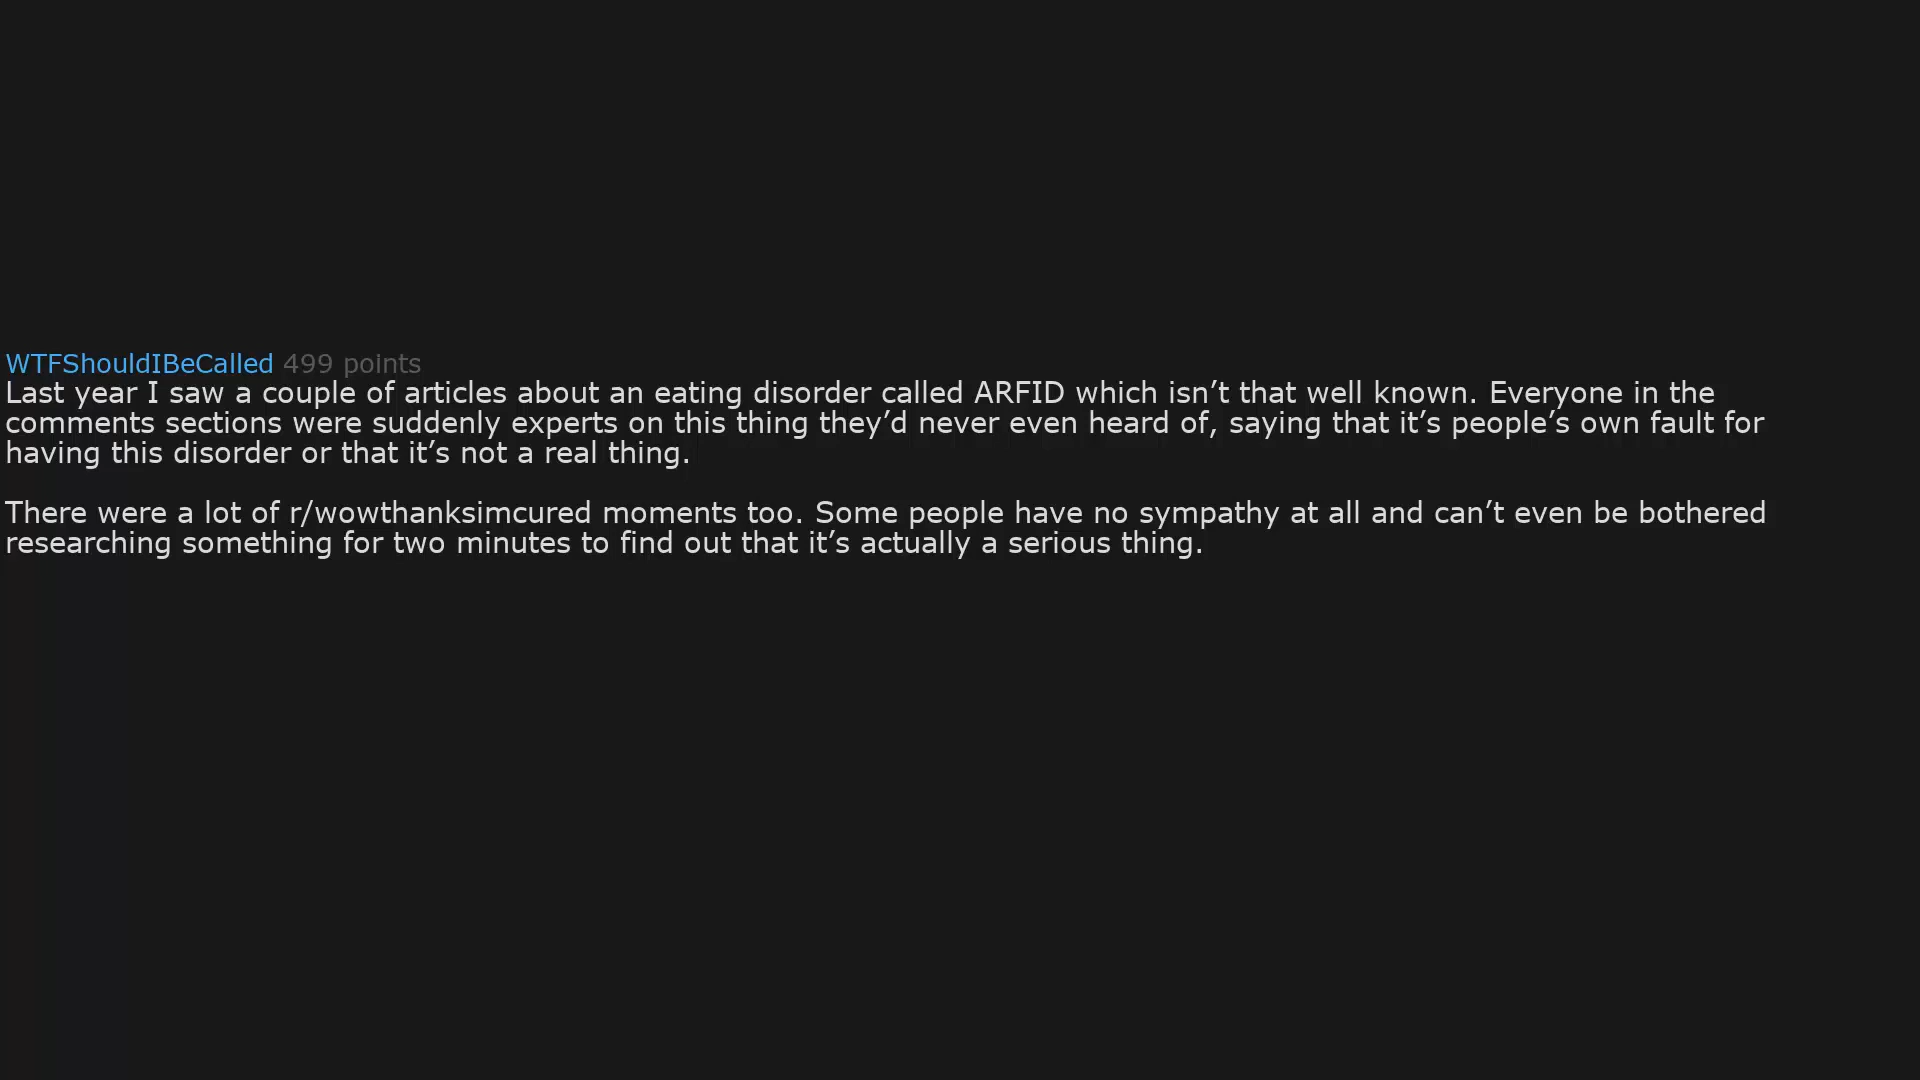 WTFShouldIBeCalled 499 points
Last year I saw a couple of articles about an eating disorder called ARFID which isn’t that well known. Everyone in the
comments sections were suddenly experts on this thing they’d never even heard of, saying that it’s people’s own fault for
having this disorder or that it’s not a real thing.
There were a lot of r/wowthanksimcured moments too. Some people have no sympathy at all and can’t even be bothered
researching something for two minutes to find out that it’s actually a serious thing.